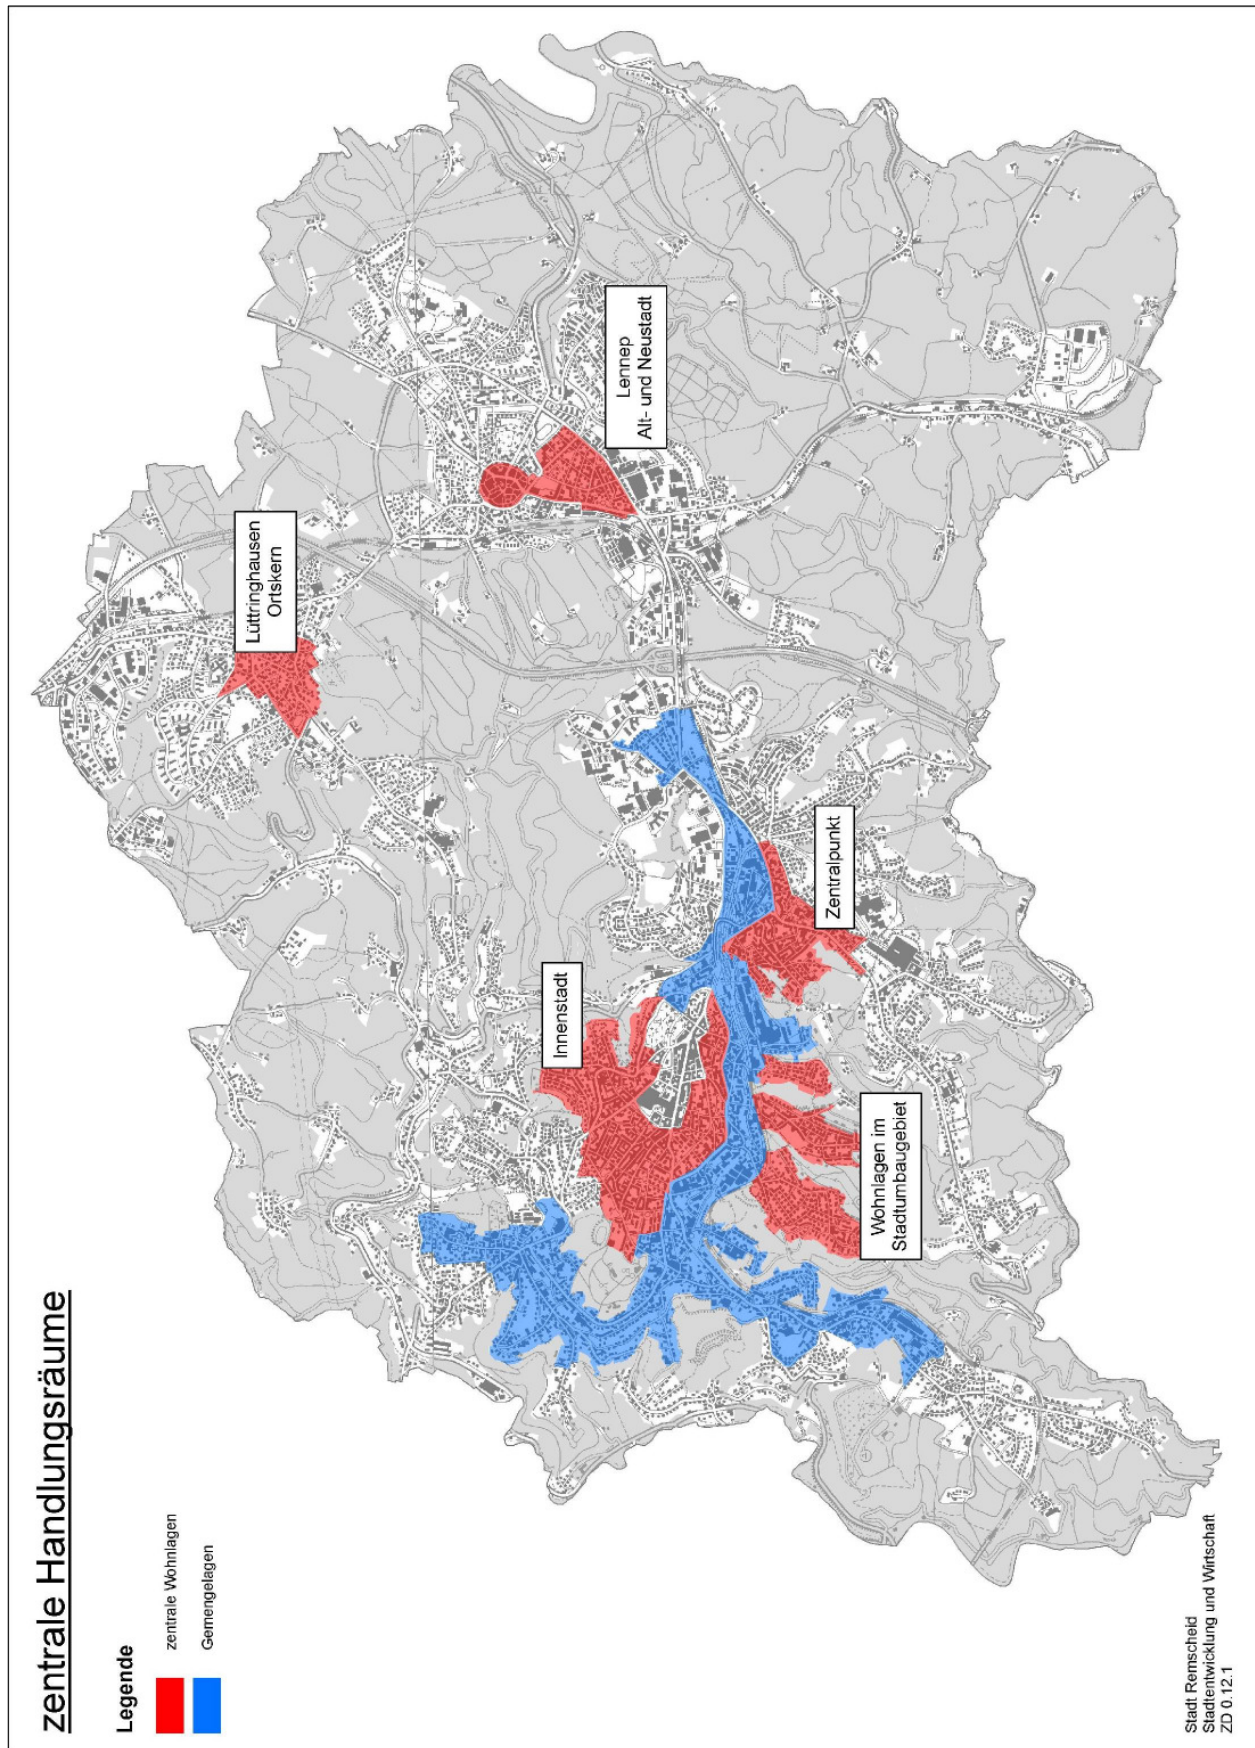 zentrale Handlungsräume
Legende
zentrale Wohnlagen
Gemengelagen
Lüttringhausen
Ortskern
Lennep
Alt- und Neustadt
Innenstadt
Zentralpunkt
Wohnlagen im
Stadtumbaugebiet
Stadt Remscheid
Stadtentwicklung und Wirtschaft
ZD 0.12.1